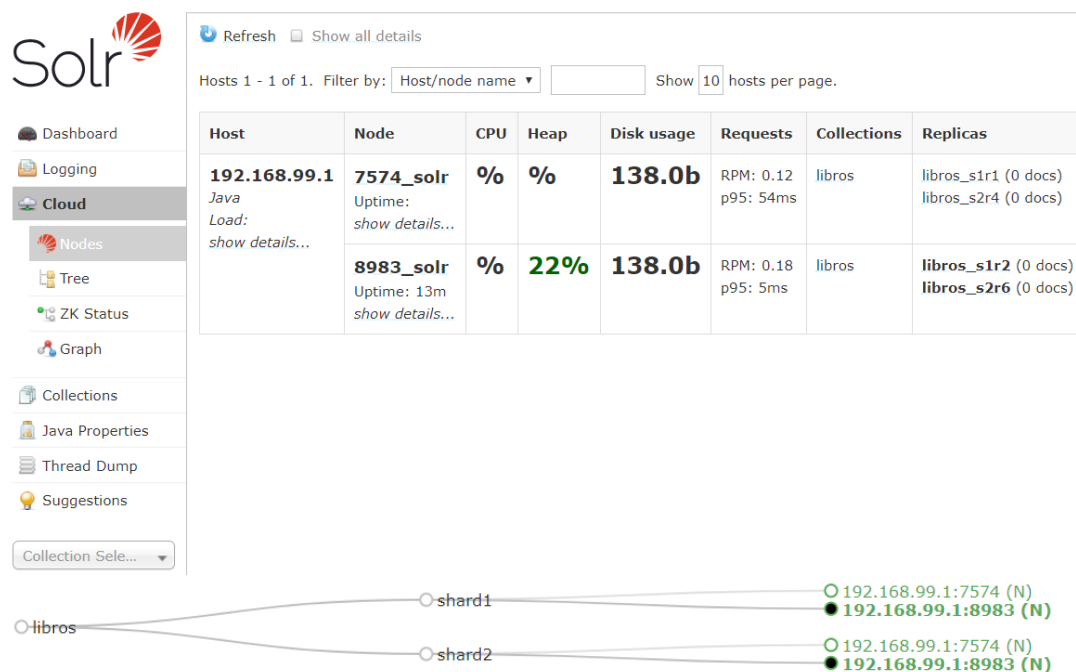 Solr
Dashboard
Logging
Cloud
Nodes
Tree
ZK Status
Graph
Collections
Java Properties
Thread Dump
Suggestions
Collection Sele...
Refresh Show all details
Hosts 1 - 1 of 1. Filter by: Host/node name Show 10 hosts per page.
Host Node CPU Heap Disk usage Requests Collections Replicas
192.168.99.1
Java
Load:
show details...
7574_solr
Uptime:
show details...
% % 138.0b
RPM: 0.12
p95: 54ms
libros
libros_s1r1 (0 docs)
libros_s2r4 (0 docs)
8983_solr
Uptime: 13m
show details...
% 22% 138.0b
RPM: 0.18
p95: 5ms
libros
libros_s1r2 (0 docs)
libros_s2r6 (0 docs)
libros
shard1
192.168.99.1:7574 (N)
192.168.99.1:8983 (N)
shard2
192.168.99.1:7574 (N)
192.168.99.1:8983 (N)